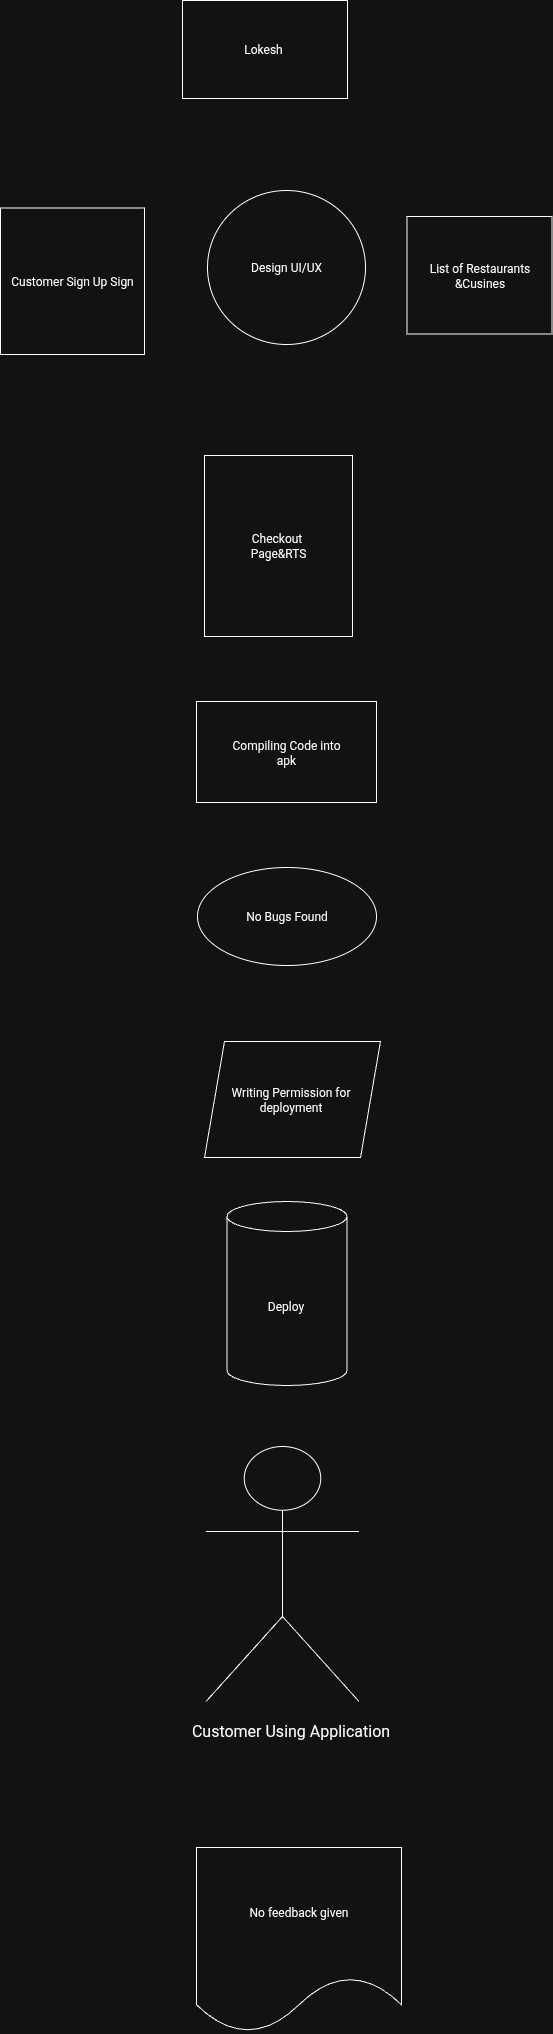 Lokesh
Customer Sign Up Sign
Design UI/UX
List of Restaurants
&Cusines
Checkout
Page&RTS
Compiling Code into
apk
No Bugs Found
Writing Permission for
deployment
Deploy
Customer Using Application
No feedback given